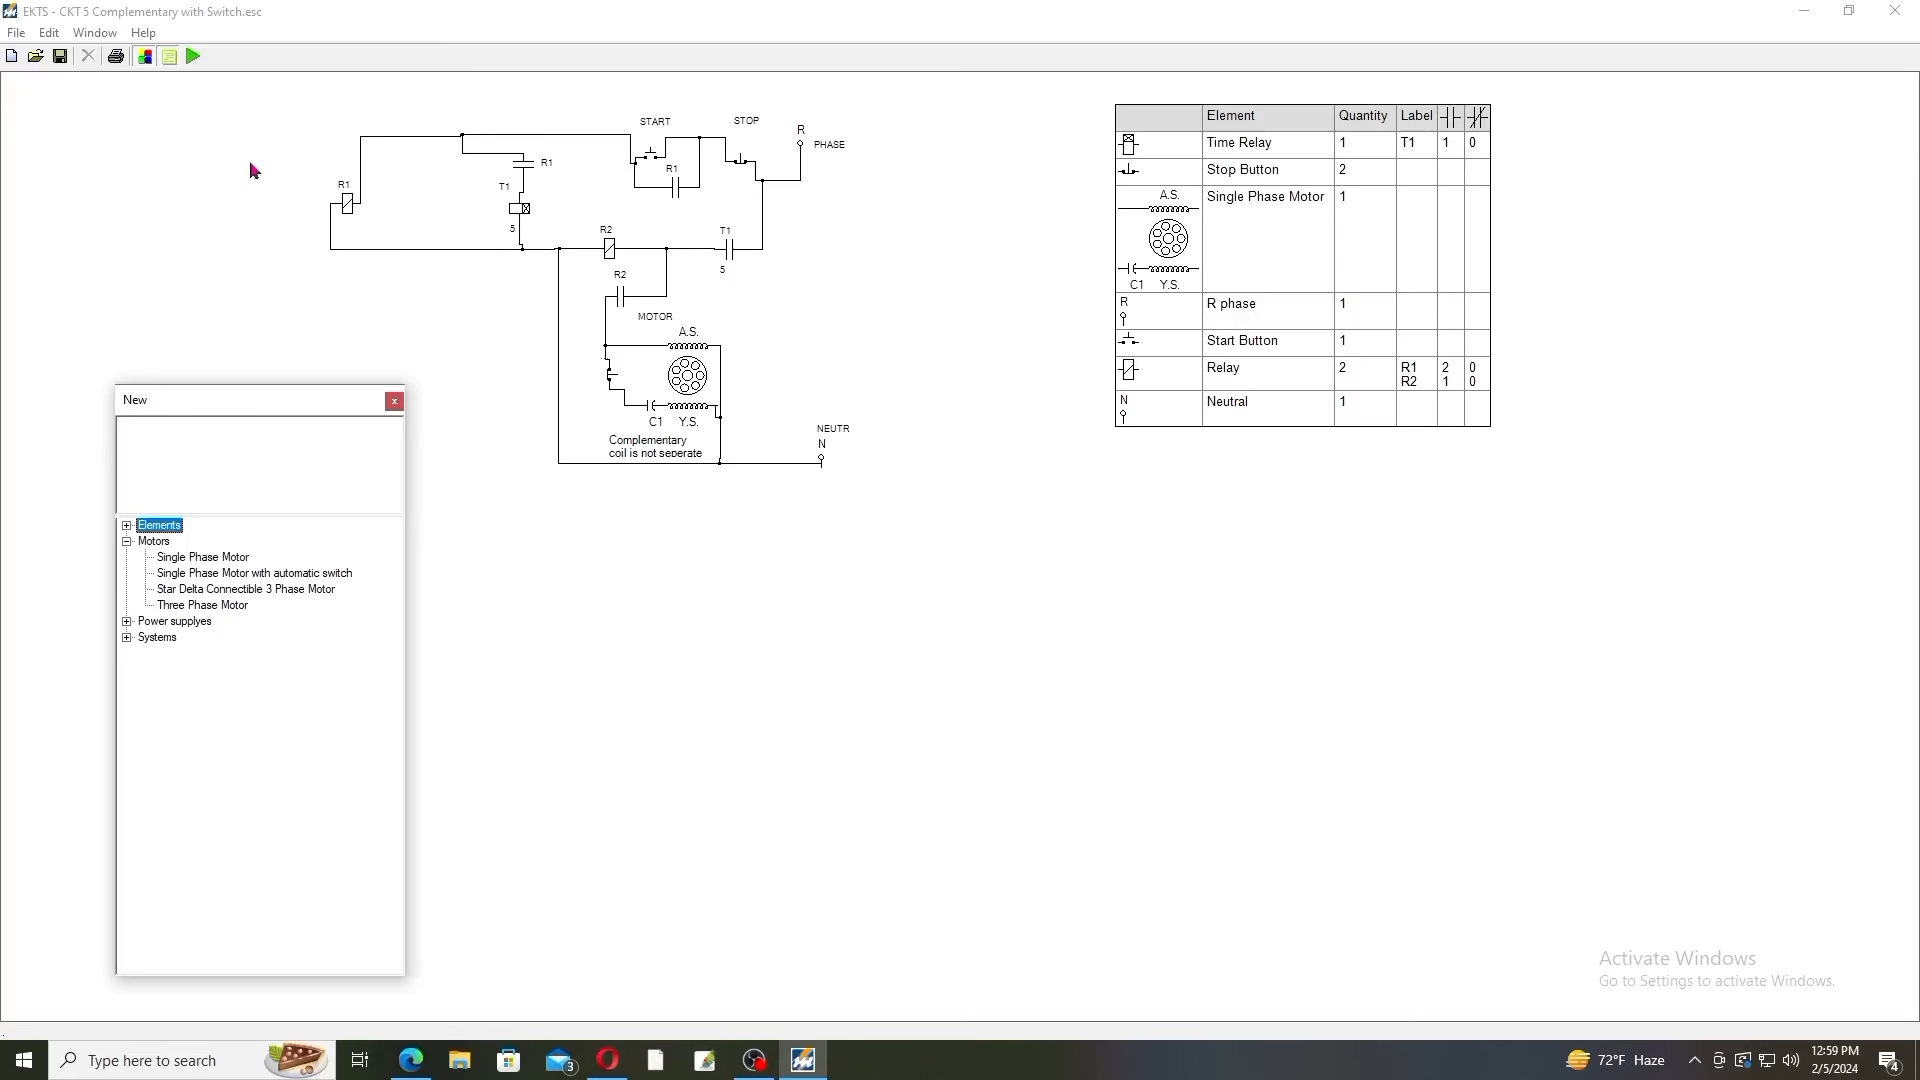 EKTS - CKT 5 Complementary with Switch.esc
File Edit Window Help
START STOP R
PHASE
R1
R1
T1
R1
5
R2
T1
5
R2
MOTOR
A.S.
C1 Y.S.
Complementary
coil is not seperate
NEUTR
N
Element Quantity Label
Time Relay 1 T1 1 0
Stop Button 2
A.S. Single Phase Motor 1
C1 Y.S.
R R phase 1
Start Button 1
Relay 2 R1 2 0
R2 1 0
N Neutral 1
New
x
Elements
Motors
Single Phase Motor
Single Phase Motor with automatic switch
Star Delta Connectible 3 Phase Motor
Three Phase Motor
Power supplyes
Systems
Activate Windows
Go to Settings to activate Windows.
Type here to search
3
72°F Haze
12:59 PM
2/5/2024
4